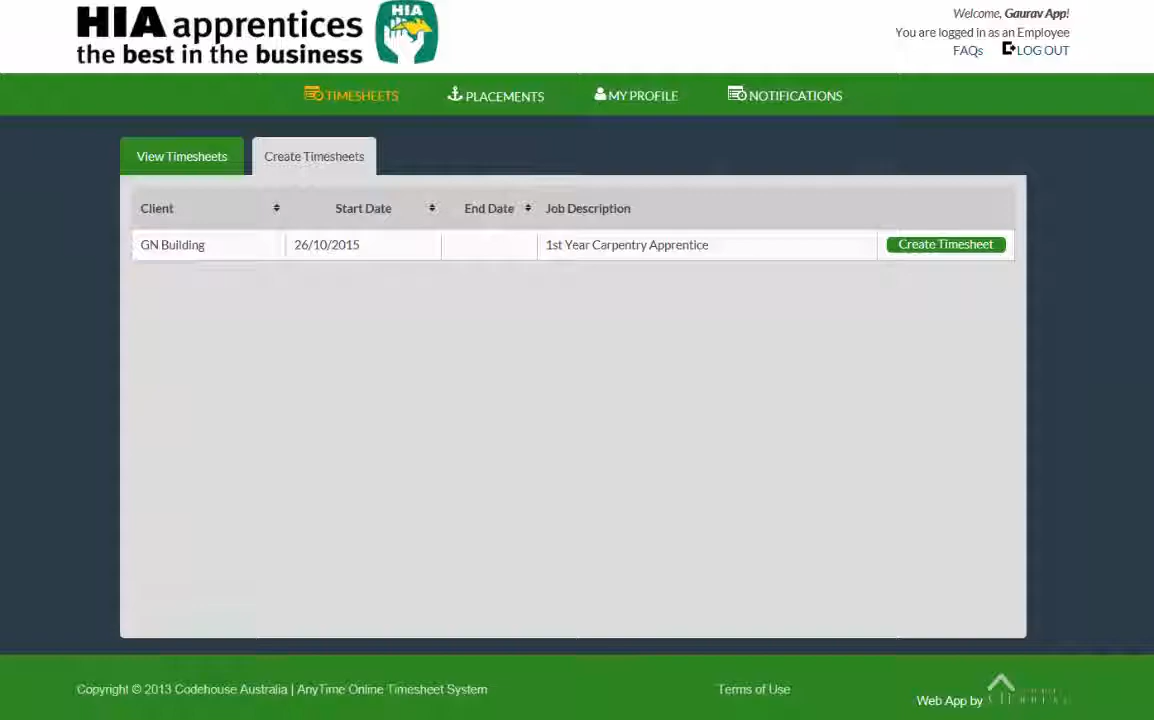 HIA apprentices
the best in the business
HIA
Welcome, Gaurav App!
You are logged in as an Employee
FAQs LOG OUT
TIMESHEETS PLACEMENTS MY PROFILE NOTIFICATIONS
View Timesheets Create Timesheets
Client Start Date End Date Job Description
GN Building 26/10/2015 1st Year Carpentry Apprentice Create Timesheet
Copyright © 2013 Codehouse Australia | AnyTime Online Timesheet System Terms of Use
Web App by